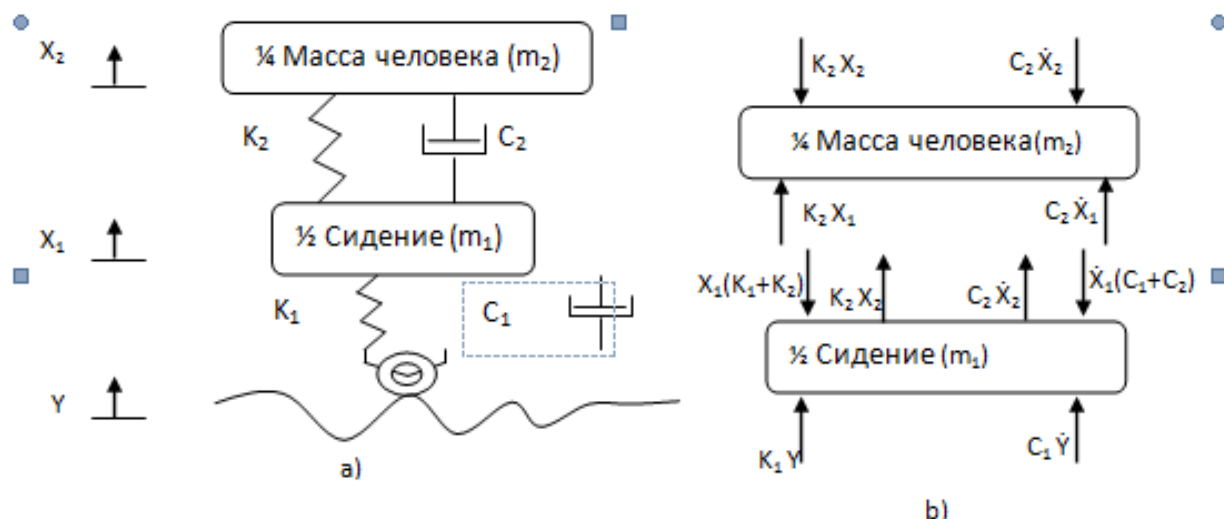 X₂
¼ Масса человека (m₂)
K₂
C₂
X₁
½ Сидение (m₁)
K₁
C₁
Y
a)
K₂ X₂
C₂ Ẋ₂
¼ Масса человека(m₂)
K₂ X₁
C₂ Ẋ₁
X₁(K₁+K₂)
K₂ X₂
C₂ Ẋ₂
Ẋ₁(C₁+C₂)
½ Сидение (m₁)
K₁ Y
C₁ Ẏ
b)